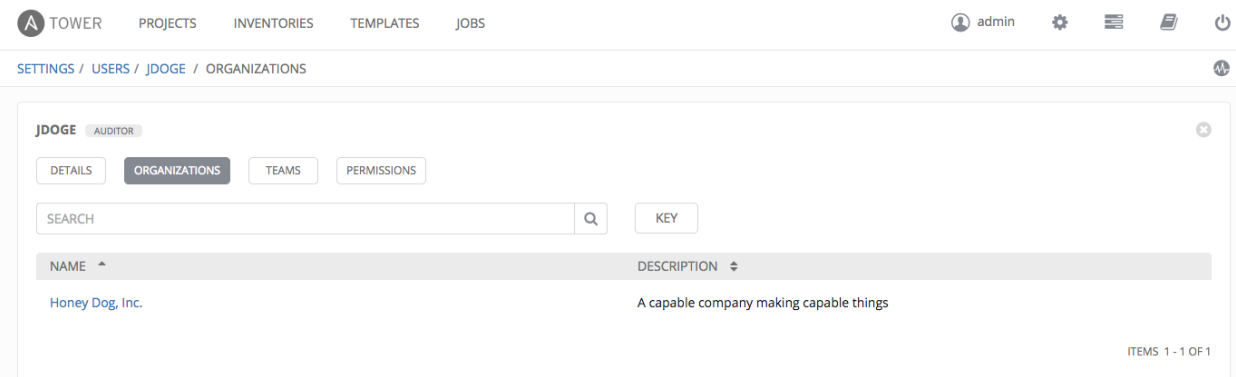 A TOWER PROJECTS INVENTORIES TEMPLATES JOBS admin
SETTINGS / USERS / JDOGE / ORGANIZATIONS
JDOGE AUDITOR
DETAILS ORGANIZATIONS TEAMS PERMISSIONS
SEARCH KEY
NAME DESCRIPTION
Honey Dog, Inc. A capable company making capable things
ITEMS 1 - 1 OF 1